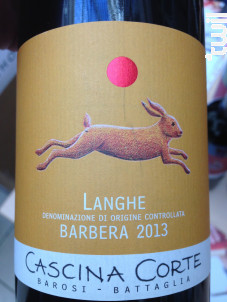 LANGHE
DENOMINAZIONE DI ORIGINE CONTROLLATA
BARBERA 2013
CASCINA CORTE
BAROSI - BATTAGLIA